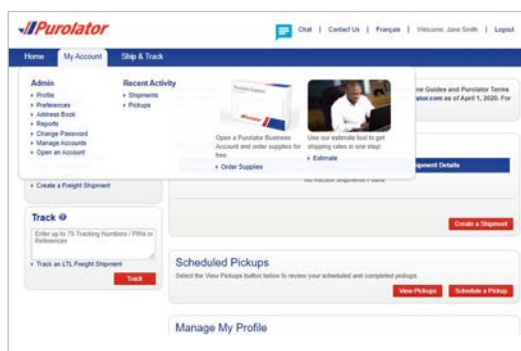 Purolator
Chat | Contact Us | Français | Welcome, Jane Smith | Logout
Home My Account Ship & Track
Admin
Profile
Preferences
Address Book
Reports
Change Password
Manage Accounts
Open an Account
Recent Activity
Shipments
Pickups
Open a Purolator Business
Account and order supplies for
free
Order Supplies
Use our estimate tool to get
shipping rates in one step!
Estimate
ne Guides and Purolator Terms
ator.com as of April 1, 2020. For
Create a Freight Shipment
hipment Details
No Recent Shipments Found
Create a Shipment
Track
Enter up to 75 Tracking Numbers / PINs or
References
Track an LTL Freight Shipment
Track
Scheduled Pickups
Select the View Pickups button below to review your scheduled and completed pickups.
View Pickups Schedule a Pickup
Manage My Profile